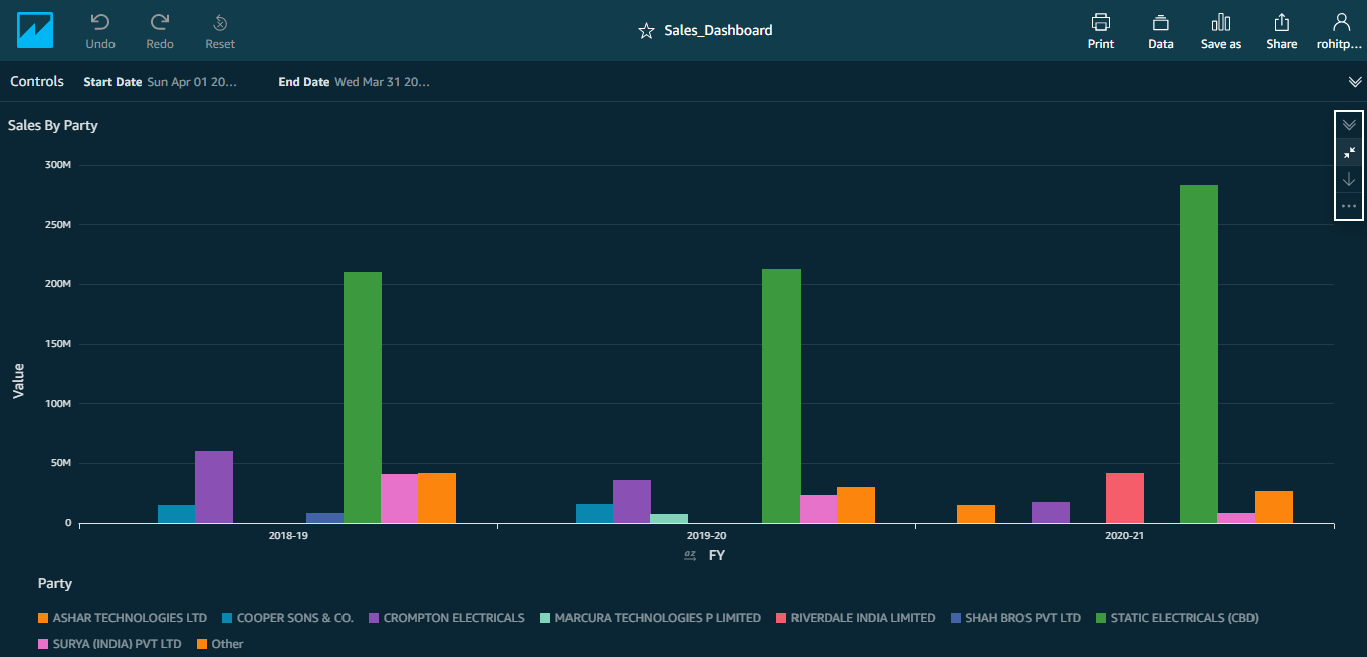 Undo Redo Reset Sales_Dashboard Print Data Save as Share rohitp...
Controls Start Date Sun Apr 01 20... End Date Wed Mar 31 20...
Sales By Party
300M
250M
200M
150M
100M
50M
0
Value
2018-19 2019-20 2020-21
az FY
Party
ASHAR TECHNOLOGIES LTD COOPER SONS & CO. CROMPTON ELECTRICALS MARCURA TECHNOLOGIES P LIMITED RIVERDALE INDIA LIMITED SHAH BROS PVT LTD STATIC ELECTRICALS (CBD)
SURYA (INDIA) PVT LTD Other